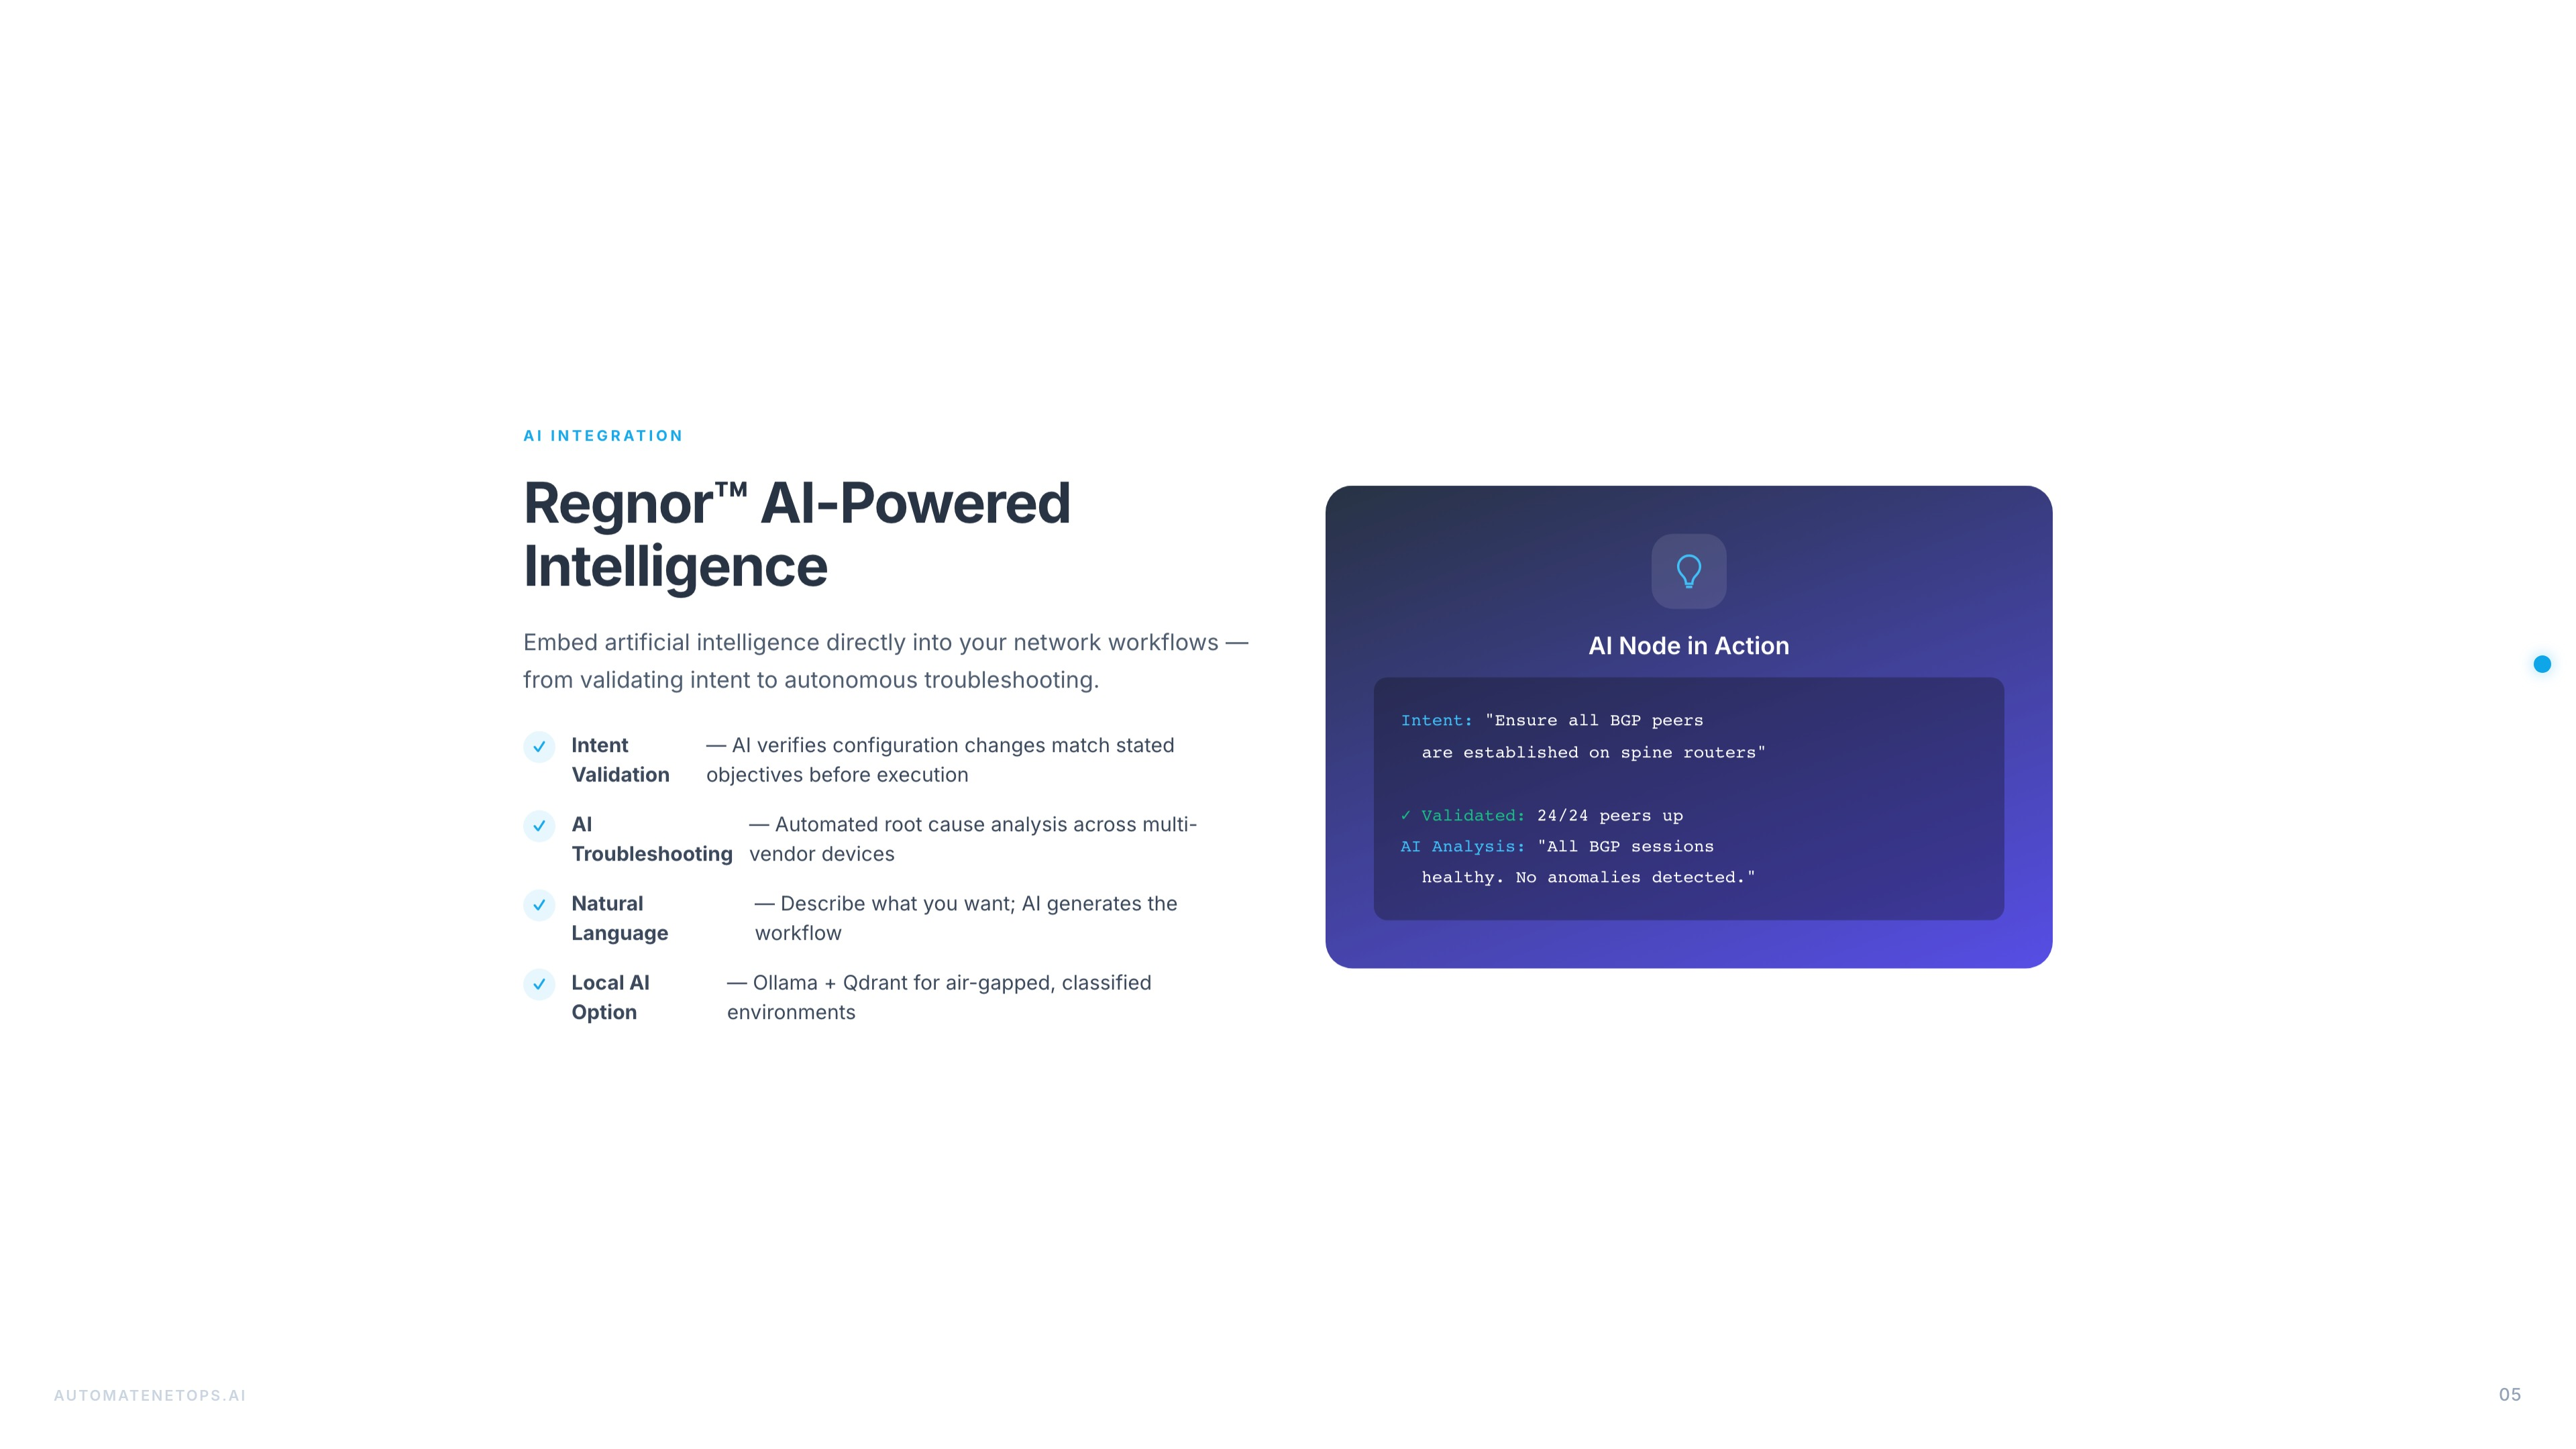 AI INTEGRATION
Regnor™ AI-Powered
Intelligence
Embed artificial intelligence directly into your network workflows —
from validating intent to autonomous troubleshooting.
Intent
Validation
— AI verifies configuration changes match stated
objectives before execution
AI
Troubleshooting
— Automated root cause analysis across multi-
vendor devices
Natural
Language
— Describe what you want; AI generates the
workflow
Local AI
Option
— Ollama + Qdrant for air-gapped, classified
environments
AI Node in Action
Intent: "Ensure all BGP peers
are established on spine routers"
✓ Validated: 24/24 peers up
AI Analysis: "All BGP sessions
healthy. No anomalies detected."
AUTOMATENETOPS.AI
05